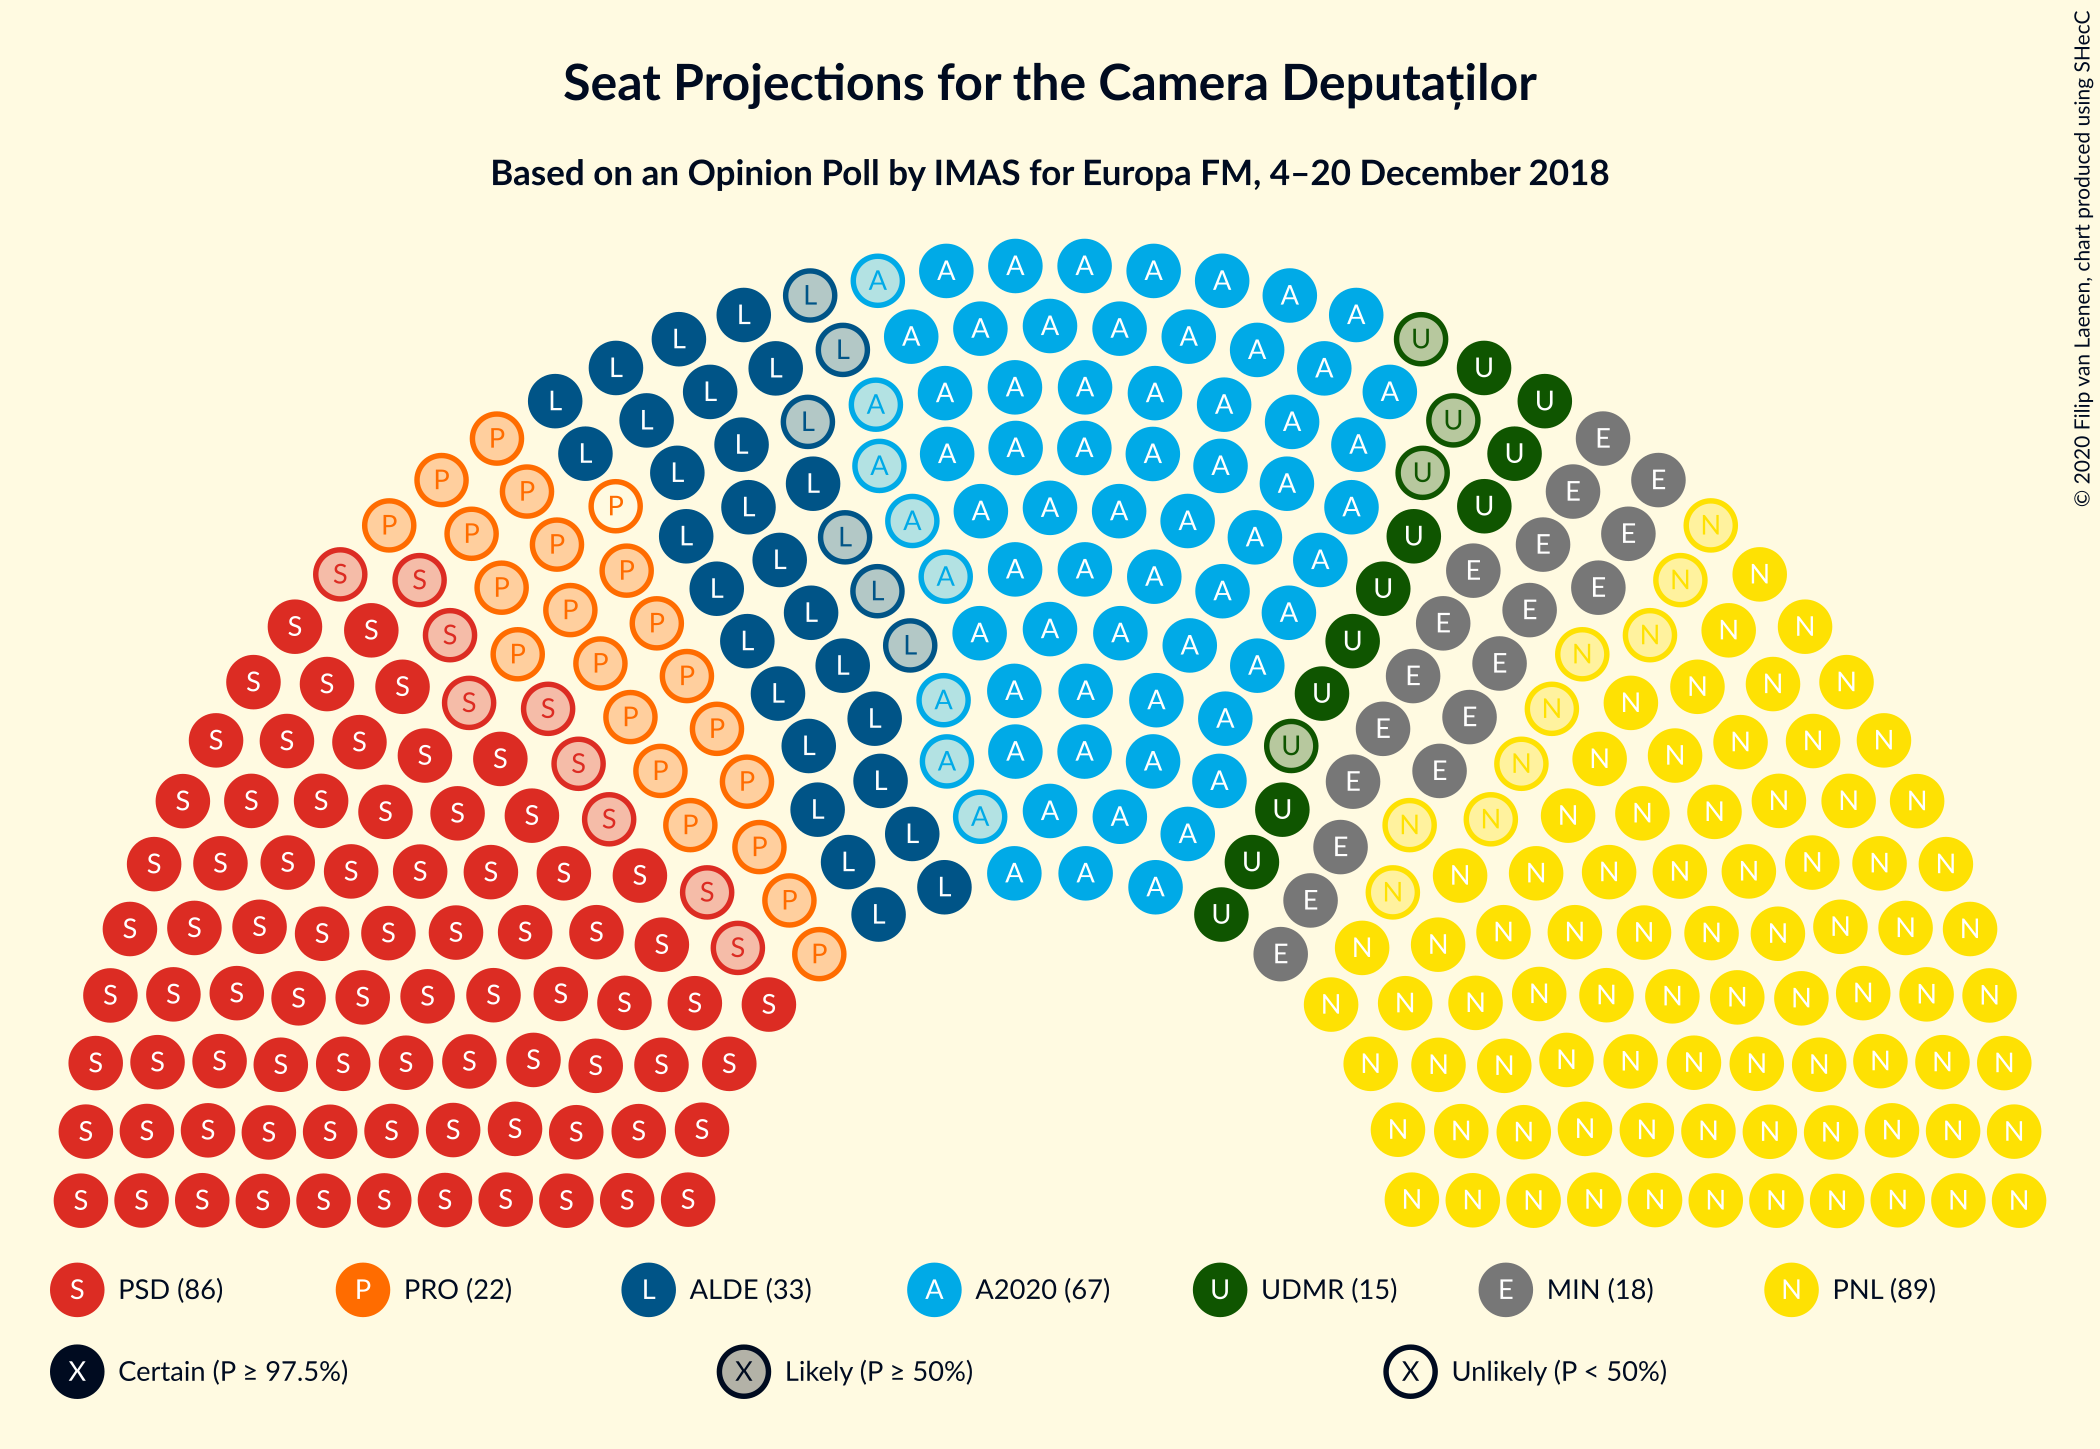 Seat Projections for the Camera Deputaților
Based on an Opinion Poll by IMAS for Europa FM, 4–20 December 2018
© 2020 Filip van Laenen, chart produced using SHecC
S PSD (86) P PRO (22) L ALDE (33) A A2020 (67) U UDMR (15) E MIN (18) N PNL (89)
X Certain (P ≥ 97.5%) X Likely (P ≥ 50%) X Unlikely (P < 50%)